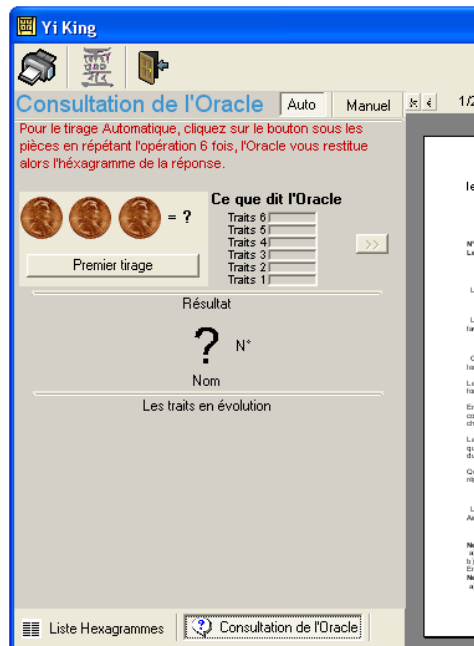 Yi King
Consultation de l'Oracle
Auto
Manuel
1/2
Pour le tirage Automatique, cliquez sur le bouton sous les
pièces en répétant l'opération 6 fois, l'Oracle vous restitue
alors l'héxagramme de la réponse.
= ?
Premier tirage
Ce que dit l'Oracle
Traits 6
Traits 5
Traits 4
Traits 3
Traits 2
Traits 1
>>
Résultat
? N°
Nom
Les traits en évolution
Liste Hexagrammes
Consultation de l'Oracle